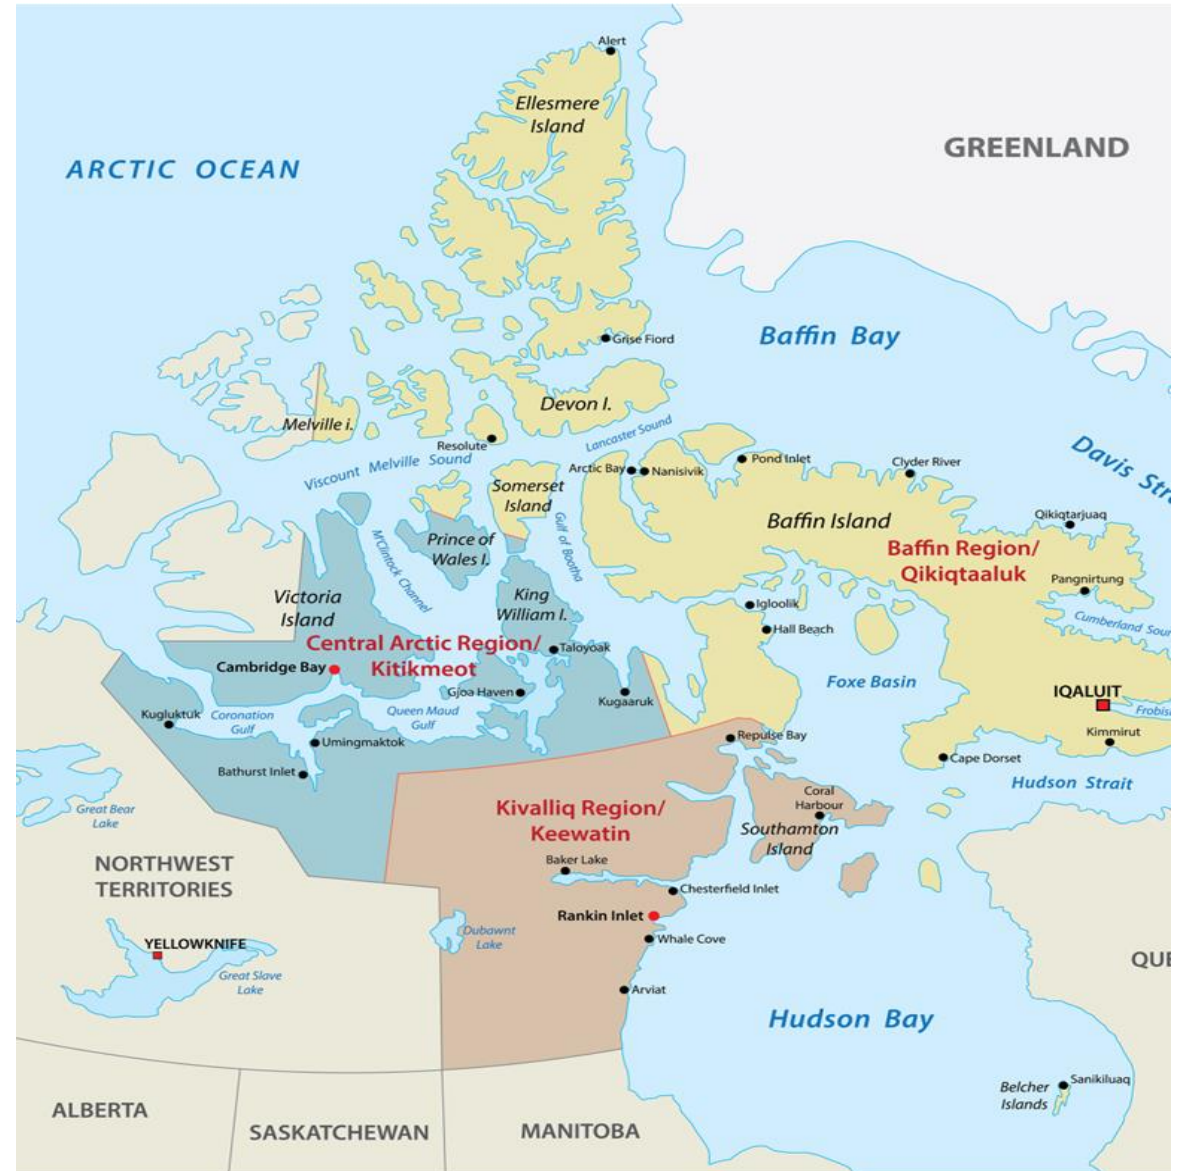 Alert
Ellesmere
Island
GREENLAND
ARCTIC OCEAN
Baffin Bay
Grise Fiord
Devon I.
Melville i.
Resolute
Lancaster Sound
Viscount Melville Sound
Arctic Bay
Nanisivik
Pond Inlet
Clyder River
Davis Str
Somerset
Island
Gulf of Bootha
Baffin Island
Qikiqtarjuaq
Baffin Region/
Qikiqtaaluk
M'Clintock Channel
Prince of
Wales I.
Pangnirtung
Victoria
Island
King
William I.
Igloolik
Hall Beach
Cumberland Soun
Central Arctic Region/
Kitikmeot
Taloyoak
Cambridge Bay
Gjoa Haven
Kugaaruk
Foxe Basin
IQALUIT
Frobis
Kugluktuk
Coronation
Gulf
Queen Maud
Gulf
Umingmaktok
Repulse Bay
Kimmirut
Cape Dorset
Bathurst Inlet
Hudson Strait
Great Bear
Lake
Kivalliq Region/
Keewatin
Coral
Harbour
Southamton
Island
NORTHWEST
TERRITORIES
Baker Lake
Chesterfield Inlet
Rankin Inlet
Dubawnt
Lake
Whale Cove
YELLOWKNIFE
Great Slave
Lake
QUE
Arviat
Hudson Bay
Sanikiluaq
Belcher
Islands
ALBERTA
SASKATCHEWAN
MANITOBA